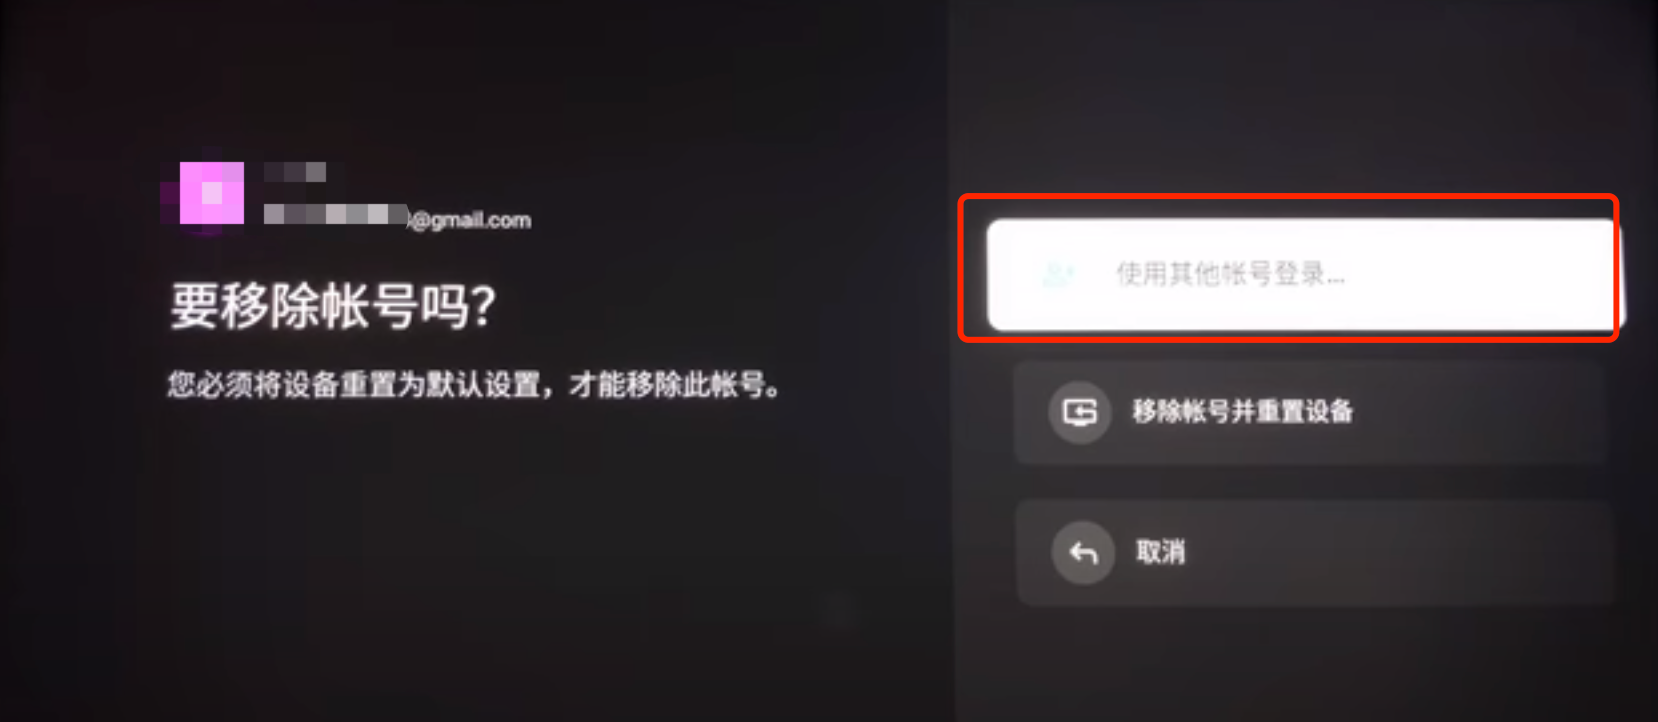 @gmail.com
要移除帐号吗？
您必须将设备重置为默认设置，才能移除此帐号。
使用其他帐号登录...
移除帐号并重置设备
取消